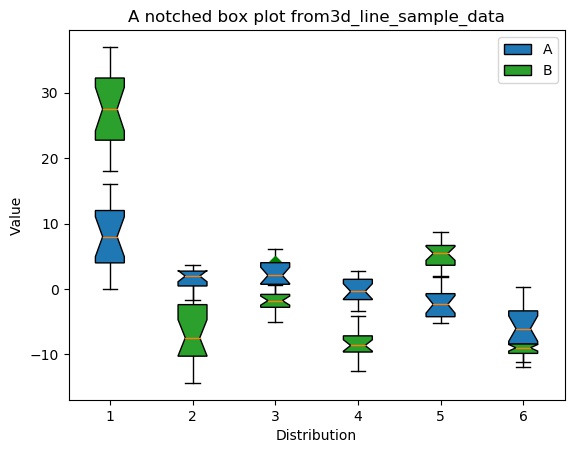 A notched box plot from3d_line_sample_data
A
B
Value
30
20
10
0
−10
1 2 3 4 5 6
Distribution